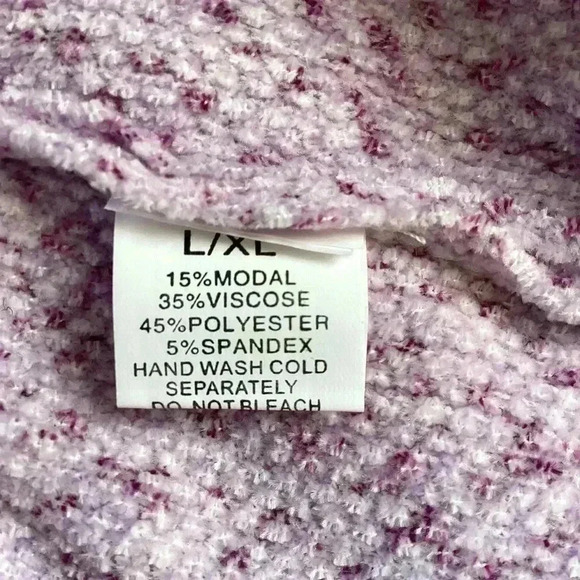 L/XL
15%MODAL
35%VISCOSE
45%POLYESTER
5%SPANDEX
HAND WASH COLD
SEPARATELY
DO NOT BLEACH